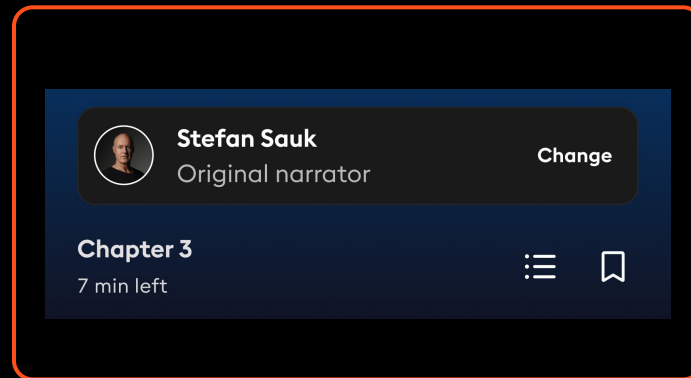 Stefan Sauk
Original narrator
Change
Chapter 3
7 min left